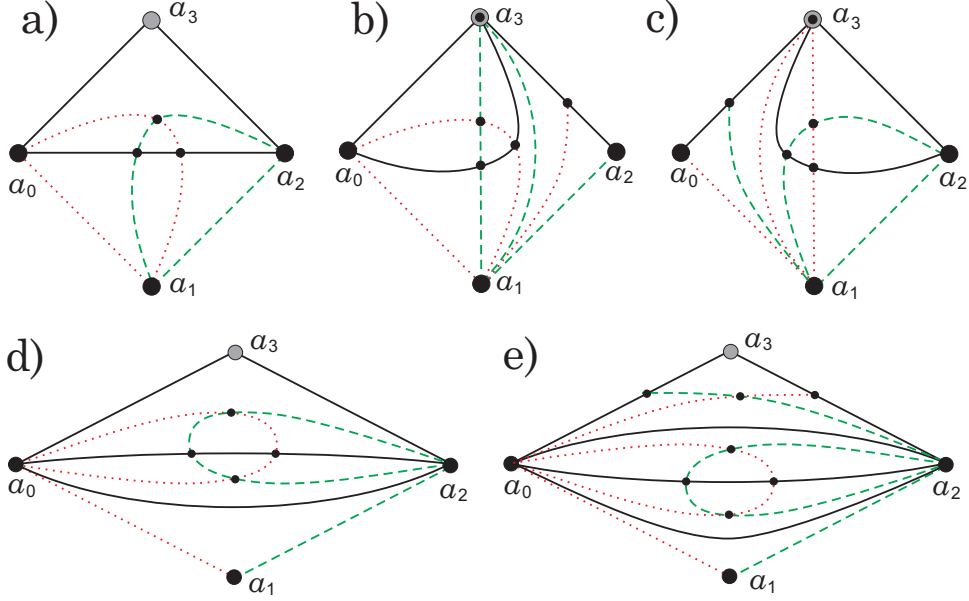 a) a₃ b) a₃ c) a₃
a₀ a₂ a₀ a₂ a₀ a₂
a₁ a₁ a₁
d) a₃ e) a₃
a₀ a₂ a₀ a₂
a₁ a₁